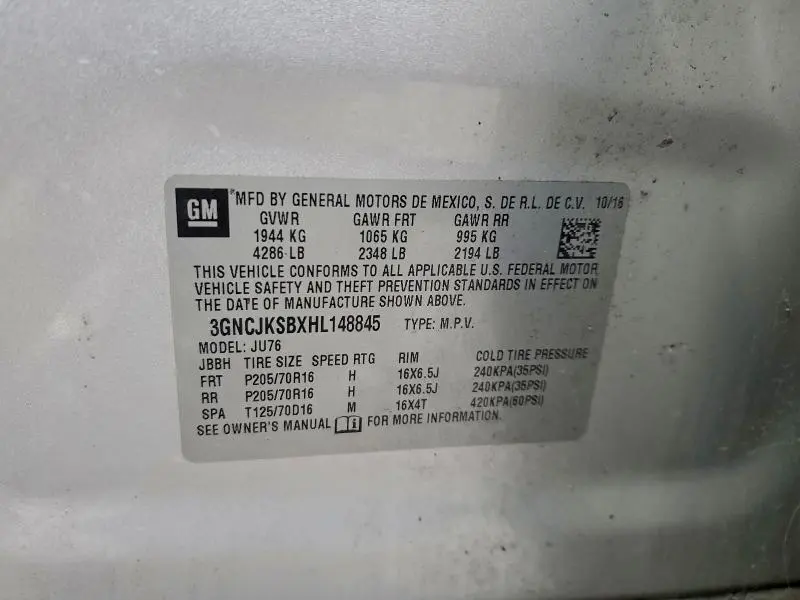 GM
*MFD BY GENERAL MOTORS DE MEXICO, S. DE R.L. DE C.V. 10/16
GVWR GAWR FRT GAWR RR
1944 KG 1065 KG 995 KG
4286 LB 2348 LB 2194 LB
THIS VEHICLE CONFORMS TO ALL APPLICABLE U.S. FEDERAL MOTOR
VEHICLE SAFETY AND THEFT PREVENTION STANDARDS IN EFFECT ON
THE DATE OF MANUFACTURE SHOWN ABOVE.
3GNCJKSBXHL148845 TYPE: M.P.V.
MODEL: JU76
JBBH TIRE SIZE SPEED RTG RIM COLD TIRE PRESSURE
FRT P205/70R16 H 16X6.5J 240KPA(35PSI)
RR P205/70R16 H 16X6.5J 240KPA(35PSI)
SPA T125/70D16 M 16X4T 420KPA(60PSI)
SEE OWNER'S MANUAL FOR MORE INFORMATION.